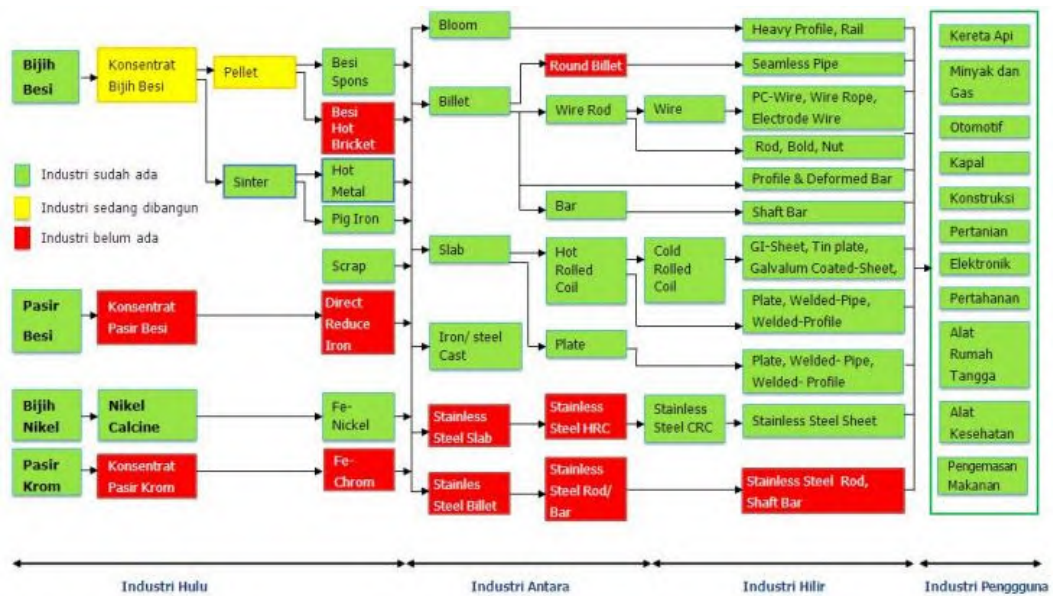 Bijih
Besi
Konsentrat
Bijih Besi
Pellet
Besi
Spons
Besi
Hot
Bricket
Sinter
Hot
Metal
Pig Iron
Scrap
Industri sudah ada
Industri sedang dibangun
Industri belum ada
Pasir
Besi
Konsentrat
Pasir Besi
Direct
Reduce
Iron
Bijih
Nikel
Nikel
Calcine
Fe-
Nickel
Pasir
Krom
Konsentrat
Pasir Krom
Fe-
Chrom
Bloom
Billet
Round Billet
Wire Rod
Wire
Bar
Slab
Hot
Rolled
Coil
Cold
Rolled
Coil
Iron/ steel
Cast
Plate
Stainless
Steel Slab
Stainless
Steel HRC
Stainless
Steel CRC
Stainles
Steel Billet
Stainless
Steel Rod/
Bar
Heavy Profile, Rail
Seamless Pipe
PC-Wire, Wire Rope,
Electrode Wire
Rod, Bold, Nut
Profile & Deformed Bar
Shaft Bar
GI-Sheet, Tin plate,
Galvalum Coated-Sheet,
Plate, Welded-Pipe,
Welded-Profile
Plate, Welded- Pipe,
Welded- Profile
Stainless Steel Sheet
Stainless Steel Rod,
Shaft Bar
Kereta Api
Minyak dan
Gas
Otomotif
Kapal
Konstruksi
Pertanian
Elektronik
Pertahanan
Alat
Rumah
Tangga
Alat
Kesehatan
Pengemasan
Makanan
Industri Hulu
Industri Antara
Industri Hilir
Industri Penggguna